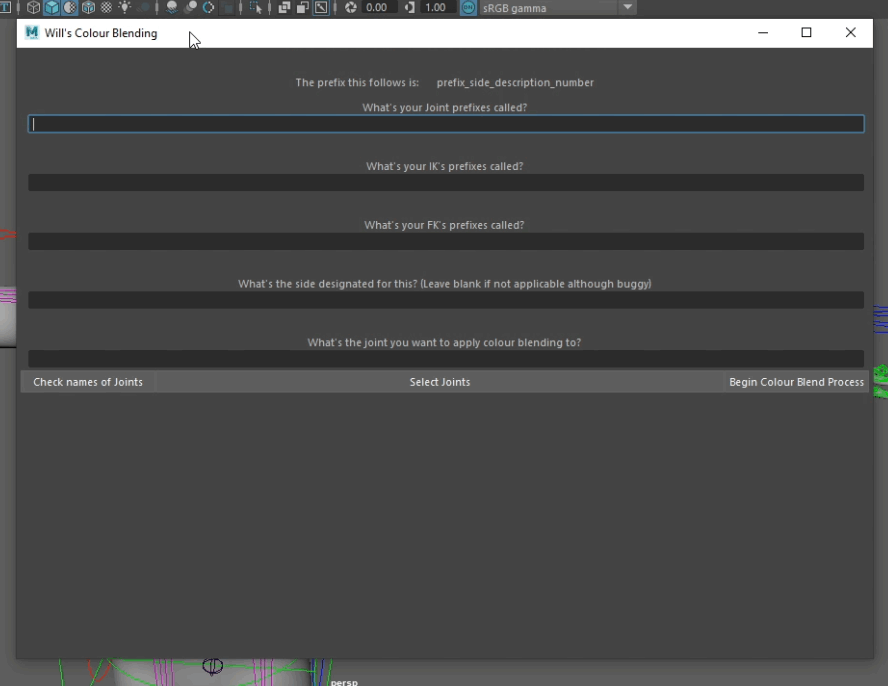 0.00 1.00 ON sRGB gamma
Will's Colour Blending
The prefix this follows is: prefix_side_description_number
What's your Joint prefixes called?
What's your IK's prefixes called?
What's your FK's prefixes called?
What's the side designated for this? (Leave blank if not applicable although buggy)
What's the joint you want to apply colour blending to?
Check names of Joints Select Joints Begin Colour Blend Process
persp